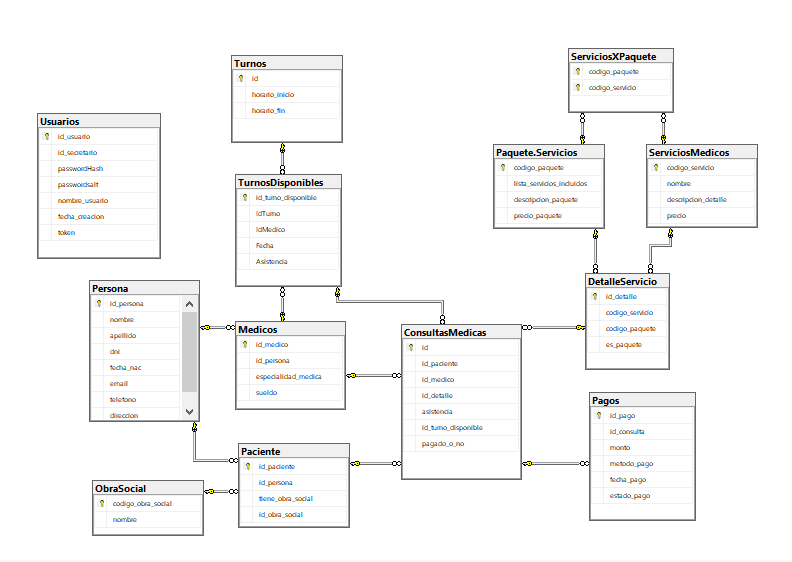 Turnos
id
horario_inicio
horario_fin
ServiciosXPaquete
codigo_paquete
codigo_servicio
Usuarios
id_usuario
id_secretario
passwordHash
passwordsalt
nombre_usuario
fecha_creacion
token
Paquete.Servicios
codigo_paquete
lista_servicios_incluidos
descripcion_paquete
precio_paquete
ServiciosMedicos
codigo_servicio
nombre
descripcion_detalle
precio
TurnosDisponibles
id_turno_disponible
idTurno
idMedico
Fecha
Asistencia
Persona
id_persona
nombre
apellido
dni
fecha_nac
email
telefono
direccion
DetalleServicio
id_detalle
codigo_servicio
codigo_paquete
es_paquete
Medicos
id_medico
id_persona
especialidad_medica
sueldo
ConsultasMedicas
id
id_paciente
id_medico
id_detalle
asistencia
id_turno_disponible
pagado_o_no
Pagos
id_pago
id_consulta
monto
metodo_pago
fecha_pago
estado_pago
Paciente
id_paciente
id_persona
tiene_obra_social
id_obra_social
ObraSocial
codigo_obra_social
nombre